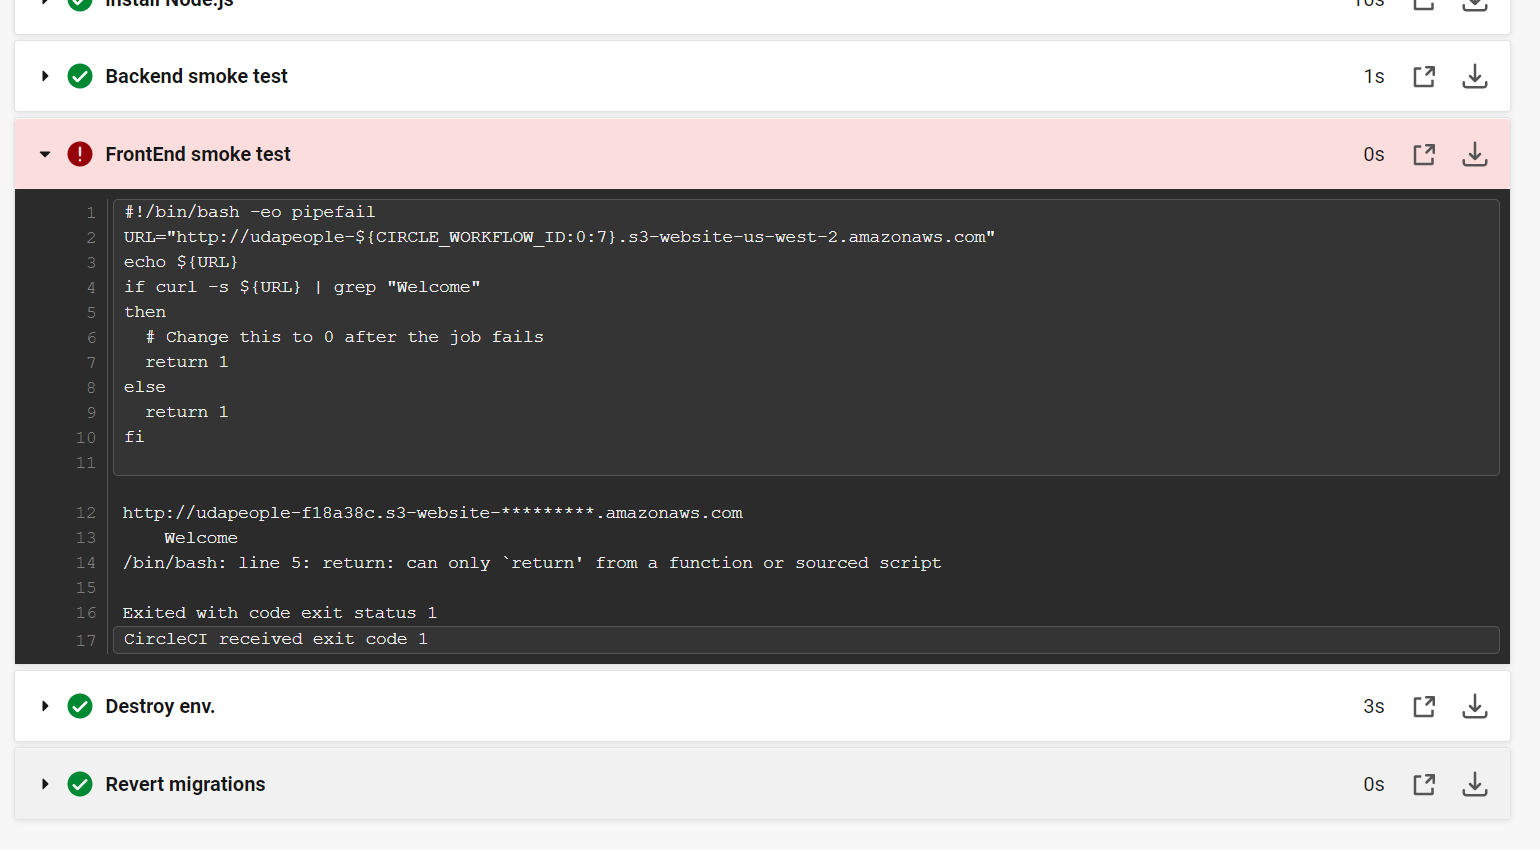 Install Node.js 10s
Backend smoke test 1s
FrontEnd smoke test 0s
1 #!/bin/bash -eo pipefail
2 URL="http://udapeople-${CIRCLE_WORKFLOW_ID:0:7}.s3-website-us-west-2.amazonaws.com"
3 echo ${URL}
4 if curl -s ${URL} | grep "Welcome"
5 then
6 # Change this to 0 after the job fails
7 return 1
8 else
9 return 1
10 fi
11
12 http://udapeople-f18a38c.s3-website-*********.amazonaws.com
13 Welcome
14 /bin/bash: line 5: return: can only `return' from a function or sourced script
15
16 Exited with code exit status 1
17 CircleCI received exit code 1
Destroy env. 3s
Revert migrations 0s